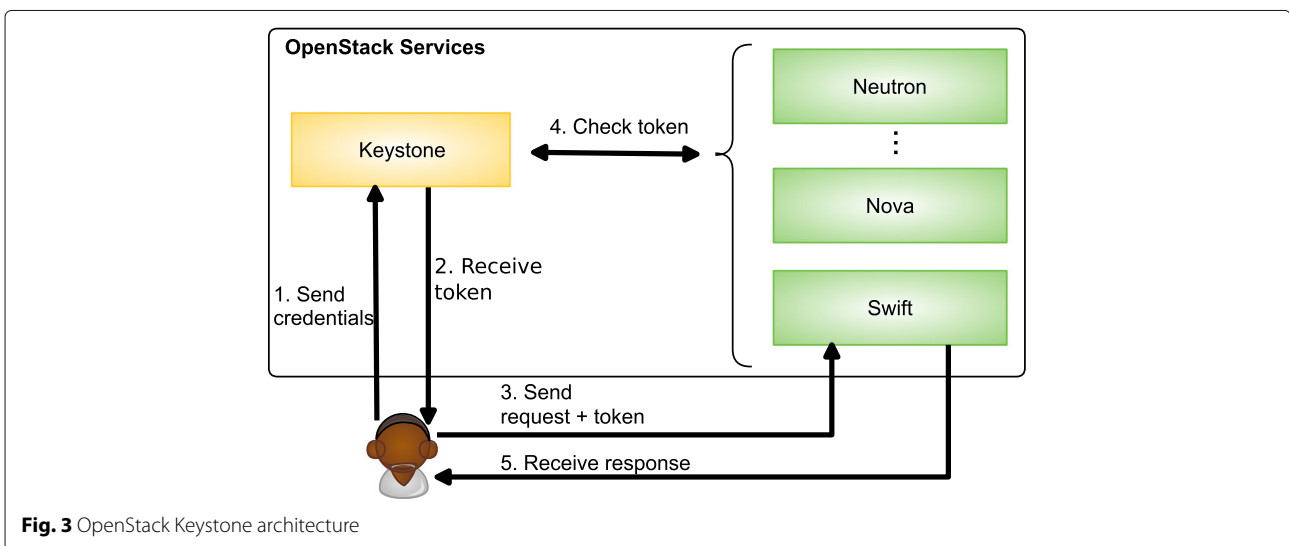 OpenStack Services
Neutron
4. Check token
Keystone
⋮
Nova
2. Receive
token
1. Send
credentials
Swift
3. Send
request + token
5. Receive response
Fig. 3 OpenStack Keystone architecture